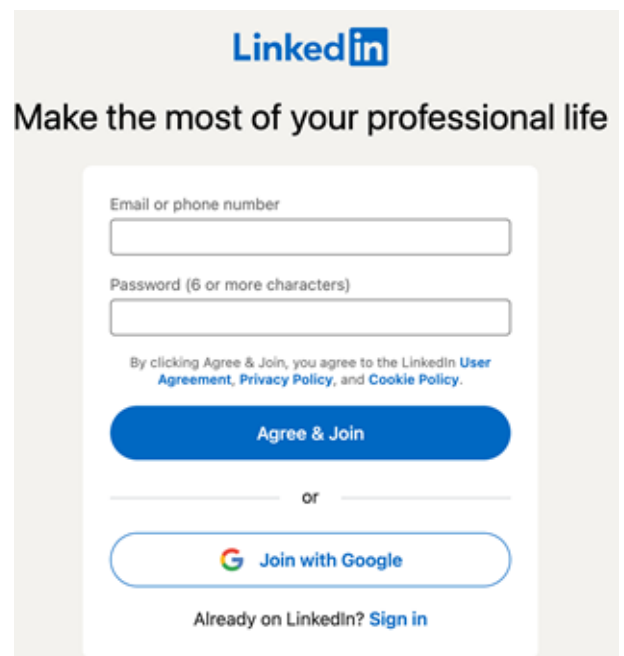 Linkedin
Make the most of your professional life
Email or phone number
Password (6 or more characters)
By clicking Agree & Join, you agree to the LinkedIn User
Agreement, Privacy Policy, and Cookie Policy.
Agree & Join
or
Join with Google
Already on LinkedIn? Sign in